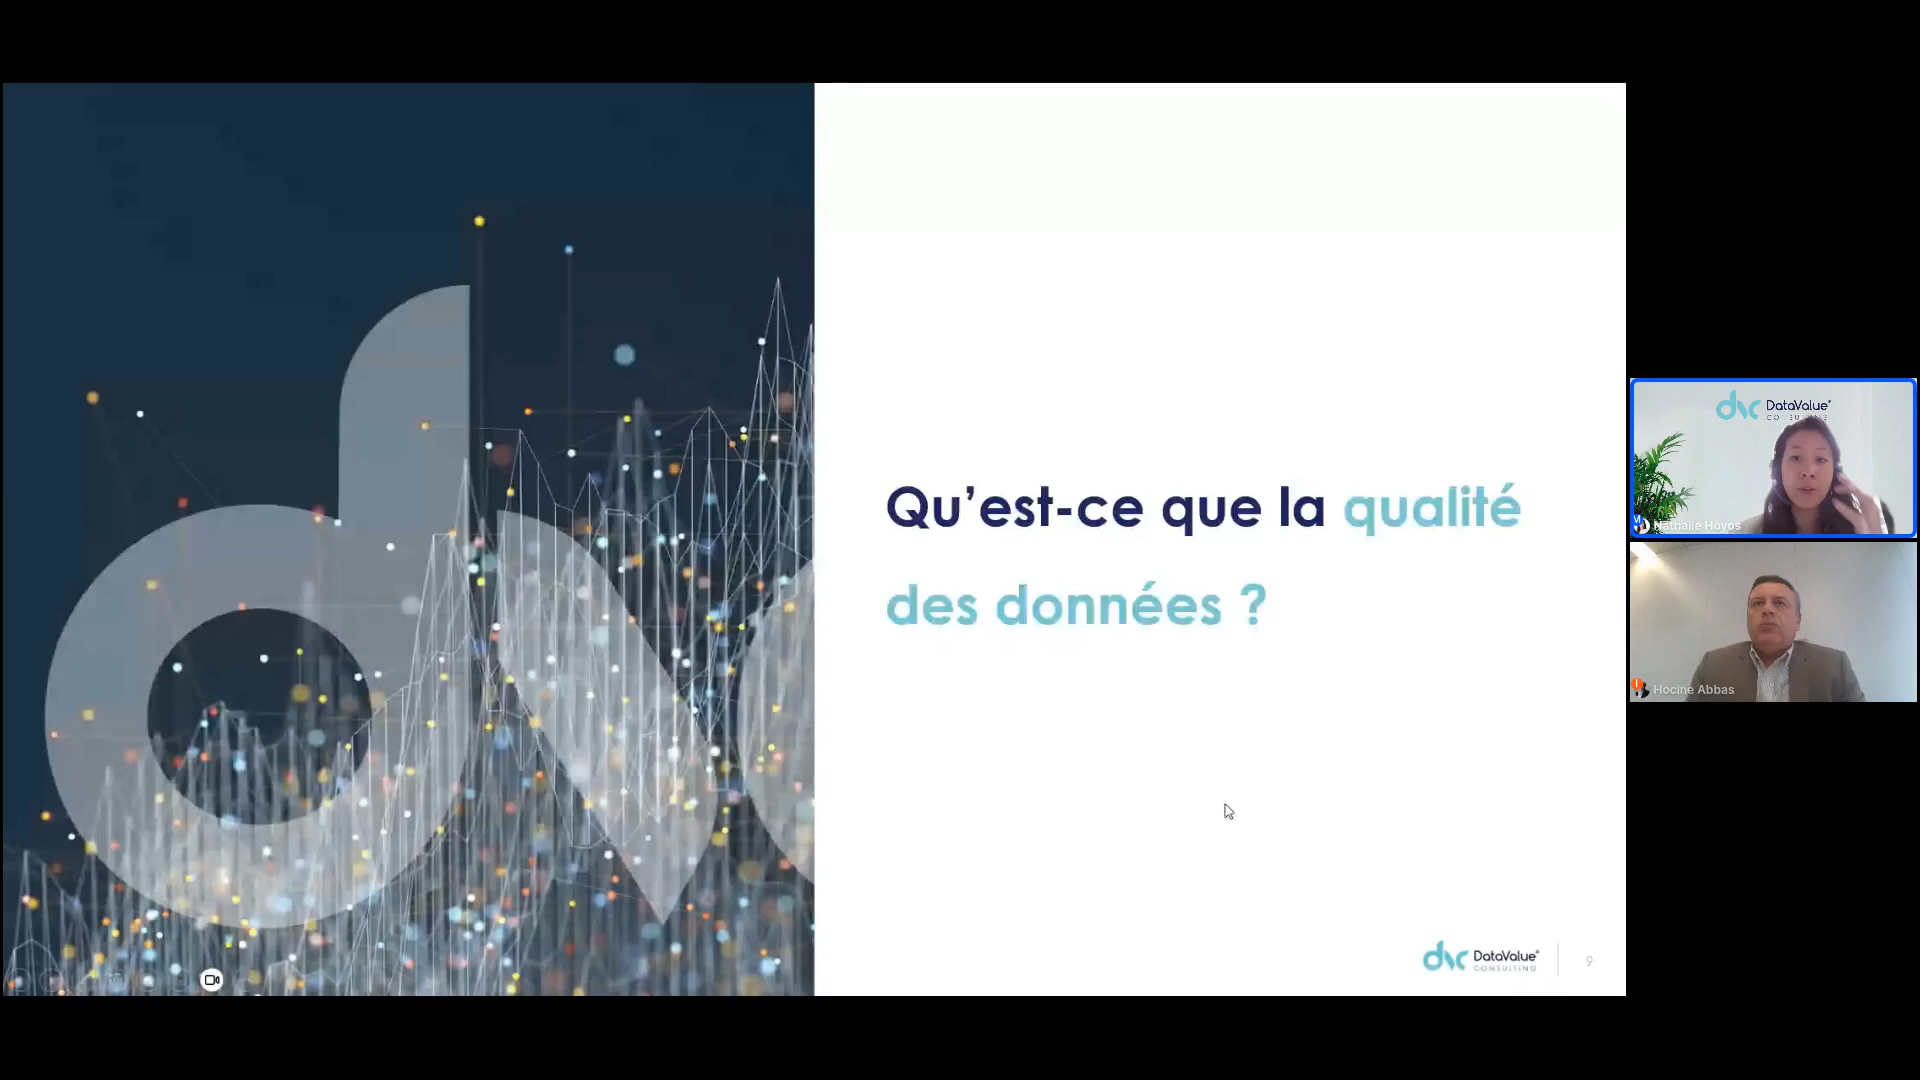 Qu’est-ce que la qualité
des données ?
DataValue
CONSULTING
9
DataValue
Nathalie Hoyos
Hocine Abbas